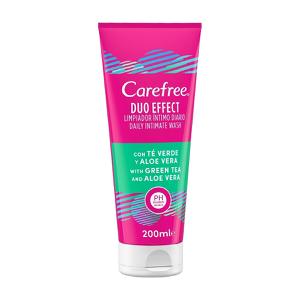 Carefree®
DUO EFFECT
LIMPIADOR ÍNTIMO DIARIO
DAILY INTIMATE WASH
CON TÉ VERDE
Y ALOE VERA
WITH GREEN TEA
AND ALOE VERA
PH
200ml℮